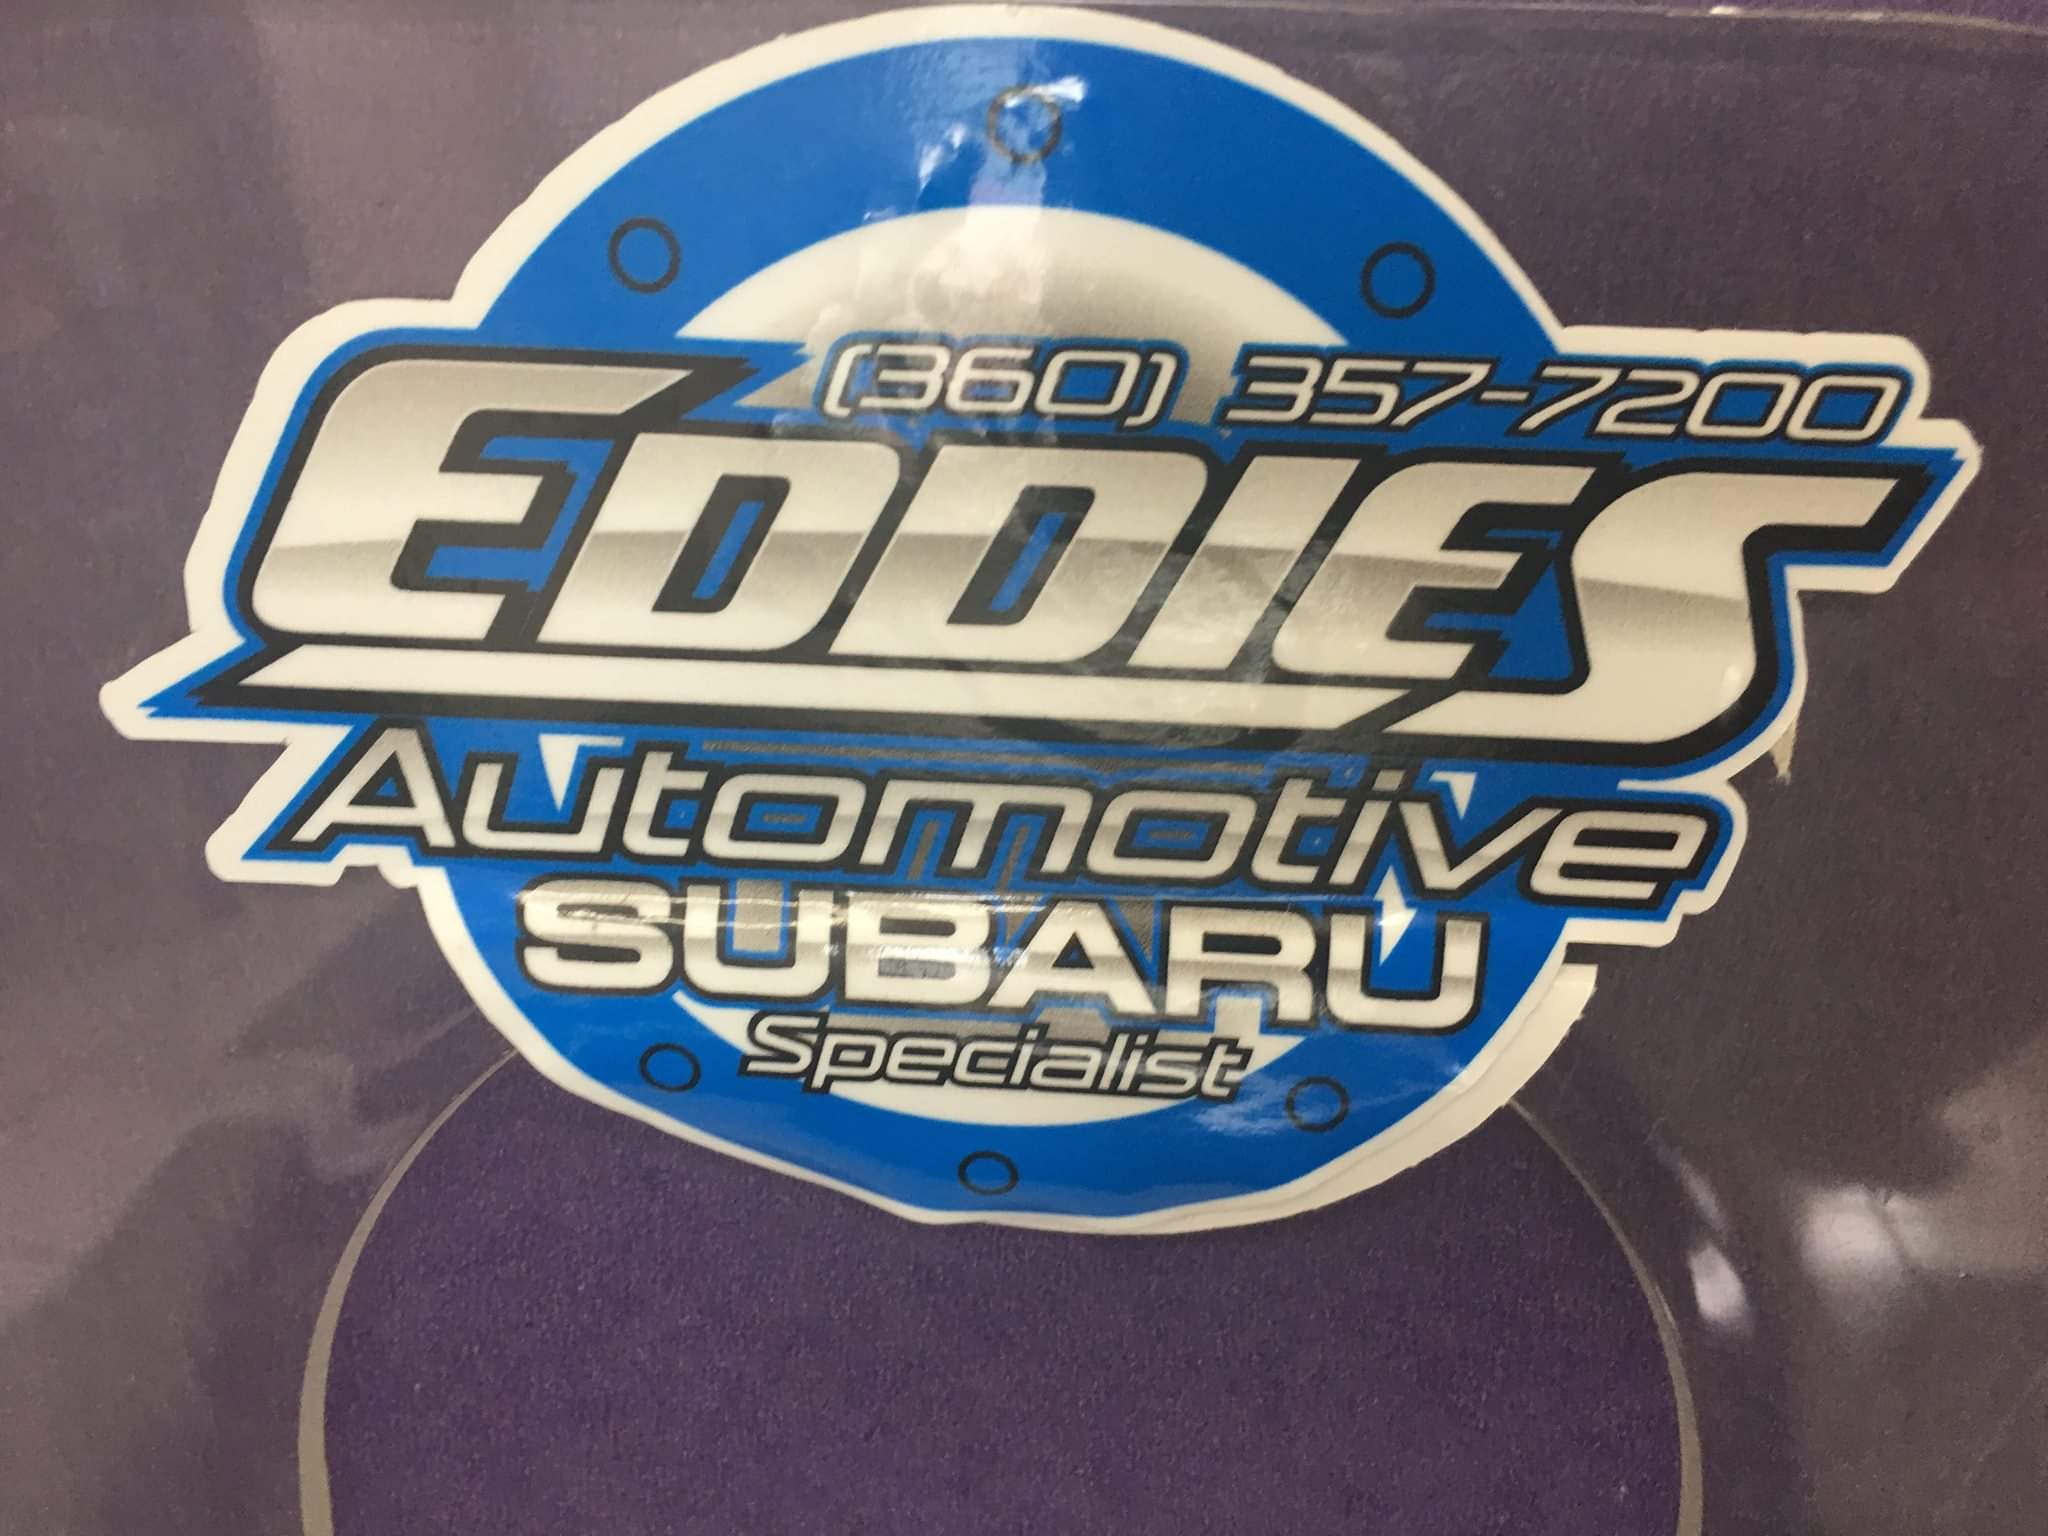 (360) 357-7200
EDDIES
Automotive
SUBARU
Specialist